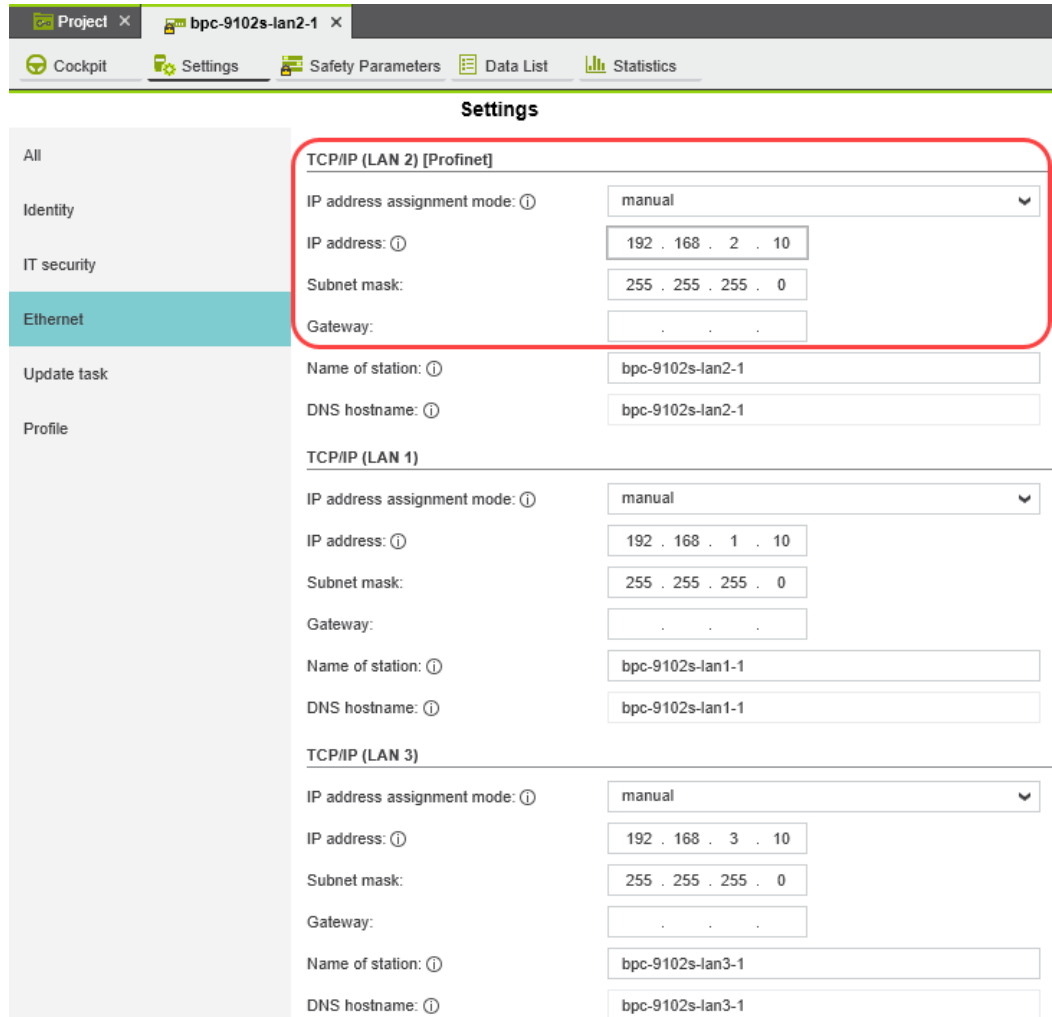 Project ×
bpc-9102s-lan2-1 ×
Cockpit
Settings
Safety Parameters
Data List
Statistics
Settings
All
Identity
IT security
Ethernet
Update task
Profile
TCP/IP (LAN 2) [Profinet]
IP address assignment mode: manual
IP address: 192 . 168 . 2 . 10
Subnet mask: 255 . 255 . 255 . 0
Gateway: . . .
Name of station: bpc-9102s-lan2-1
DNS hostname: bpc-9102s-lan2-1
TCP/IP (LAN 1)
IP address assignment mode: manual
IP address: 192 . 168 . 1 . 10
Subnet mask: 255 . 255 . 255 . 0
Gateway: . . .
Name of station: bpc-9102s-lan1-1
DNS hostname: bpc-9102s-lan1-1
TCP/IP (LAN 3)
IP address assignment mode: manual
IP address: 192 . 168 . 3 . 10
Subnet mask: 255 . 255 . 255 . 0
Gateway: . . .
Name of station: bpc-9102s-lan3-1
DNS hostname: bpc-9102s-lan3-1